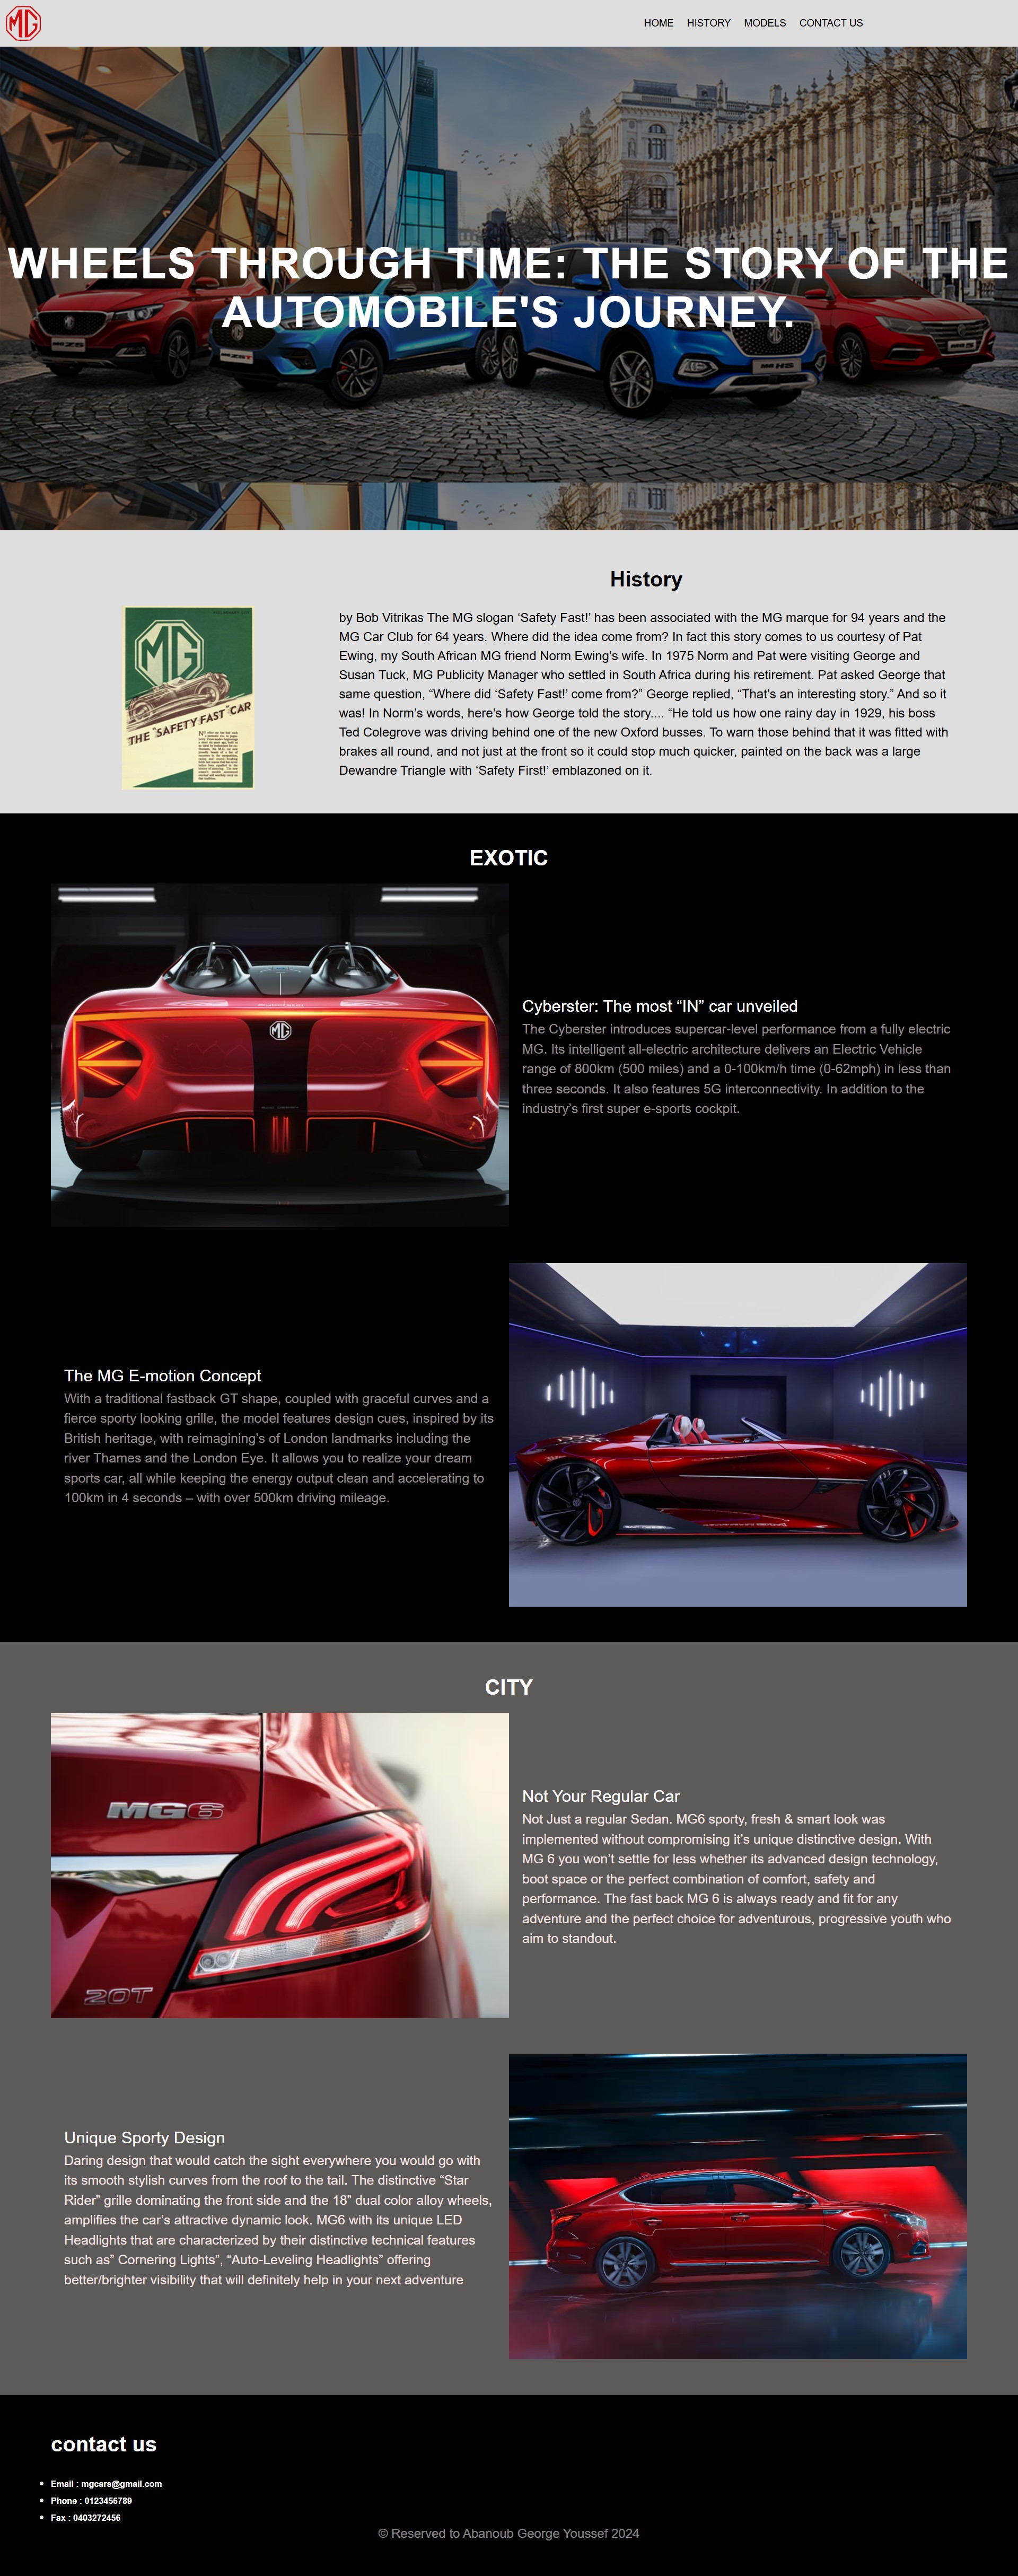 MG
HOME HISTORY MODELS CONTACT US
WHEELS THROUGH TIME: THE STORY OF THE
AUTOMOBILE'S JOURNEY.
History
MG
THE "SAFETY FAST" CAR
by Bob Vitrikas The MG slogan ‘Safety Fast!’ has been associated with the MG marque for 94 years and the
MG Car Club for 64 years. Where did the idea come from? In fact this story comes to us courtesy of Pat
Ewing, my South African MG friend Norm Ewing’s wife. In 1975 Norm and Pat were visiting George and
Susan Tuck, MG Publicity Manager who settled in South Africa during his retirement. Pat asked George that
same question, “Where did ‘Safety Fast!’ come from?” George replied, “That’s an interesting story.” And so it
was! In Norm’s words, here’s how George told the story.... “He told us how one rainy day in 1929, his boss
Ted Colegrove was driving behind one of the new Oxford busses. To warn those behind that it was fitted with
brakes all round, and not just at the front so it could stop much quicker, painted on the back was a large
Dewandre Triangle with ‘Safety First!’ emblazoned on it.
EXOTIC
MG
Cyberster: The most “IN” car unveiled
The Cyberster introduces supercar-level performance from a fully electric
MG. Its intelligent all-electric architecture delivers an Electric Vehicle
range of 800km (500 miles) and a 0-100km/h time (0-62mph) in less than
three seconds. It also features 5G interconnectivity. In addition to the
industry’s first super e-sports cockpit.
The MG E-motion Concept
With a traditional fastback GT shape, coupled with graceful curves and a
fierce sporty looking grille, the model features design cues, inspired by its
British heritage, with reimagining’s of London landmarks including the
river Thames and the London Eye. It allows you to realize your dream
sports car, all while keeping the energy output clean and accelerating to
100km in 4 seconds – with over 500km driving mileage.
CITY
MG6
20T
Not Your Regular Car
Not Just a regular Sedan. MG6 sporty, fresh & smart look was
implemented without compromising it’s unique distinctive design. With
MG 6 you won’t settle for less whether its advanced design technology,
boot space or the perfect combination of comfort, safety and
performance. The fast back MG 6 is always ready and fit for any
adventure and the perfect choice for adventurous, progressive youth who
aim to standout.
Unique Sporty Design
Daring design that would catch the sight everywhere you would go with
its smooth stylish curves from the roof to the tail. The distinctive “Star
Rider” grille dominating the front side and the 18” dual color alloy wheels,
amplifies the car’s attractive dynamic look. MG6 with its unique LED
Headlights that are characterized by their distinctive technical features
such as” Cornering Lights”, “Auto-Leveling Headlights” offering
better/brighter visibility that will definitely help in your next adventure
contact us
Email : mgcars@gmail.com
Phone : 0123456789
Fax : 0403272456
© Reserved to Abanoub George Youssef 2024